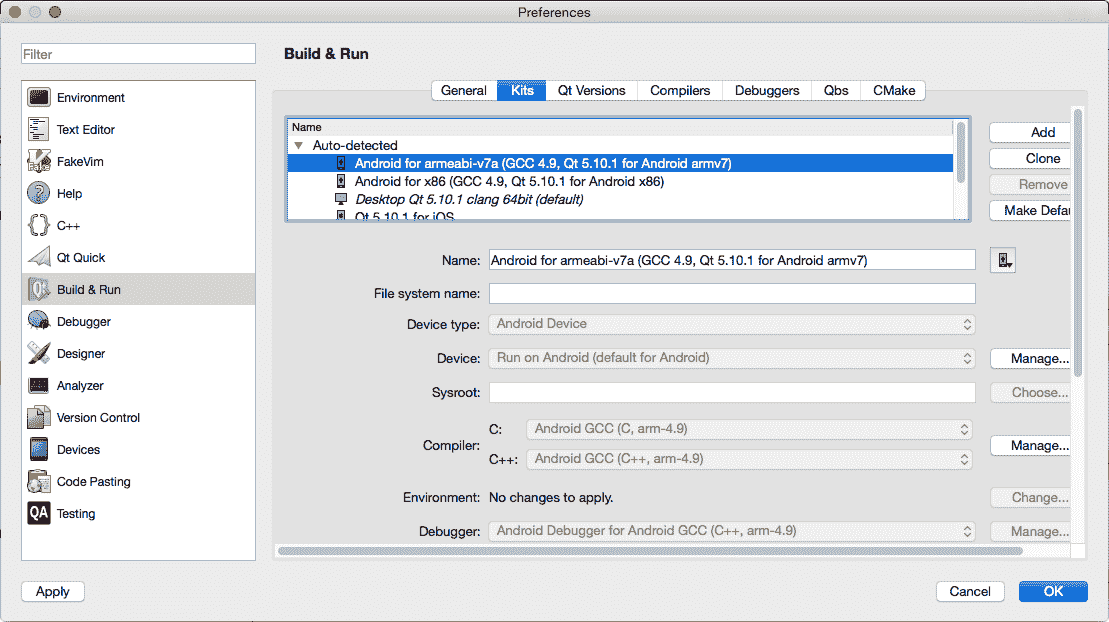 Preferences
Filter
Environment
Text Editor
FakeVim
Help
C++
Qt Quick
Build & Run
Debugger
Designer
Analyzer
Version Control
Devices
Code Pasting
QA Testing
Build & Run
General Kits Qt Versions Compilers Debuggers Qbs CMake
Name
Auto-detected
Android for armeabi-v7a (GCC 4.9, Qt 5.10.1 for Android armv7)
Android for x86 (GCC 4.9, Qt 5.10.1 for Android x86)
Desktop Qt 5.10.1 clang 64bit (default)
Qt 5.10.1 for iOS
Add
Clone
Remove
Make Defau
Name: Android for armeabi-v7a (GCC 4.9, Qt 5.10.1 for Android armv7)
File system name:
Device type: Android Device
Device: Run on Android (default for Android) Manage...
Sysroot: Choose...
Compiler:
C: Android GCC (C, arm-4.9)
C++: Android GCC (C++, arm-4.9)
Manage...
Environment: No changes to apply. Change...
Debugger: Android Debugger for Android GCC (C++, arm-4.9) Manage...
Apply
Cancel
OK